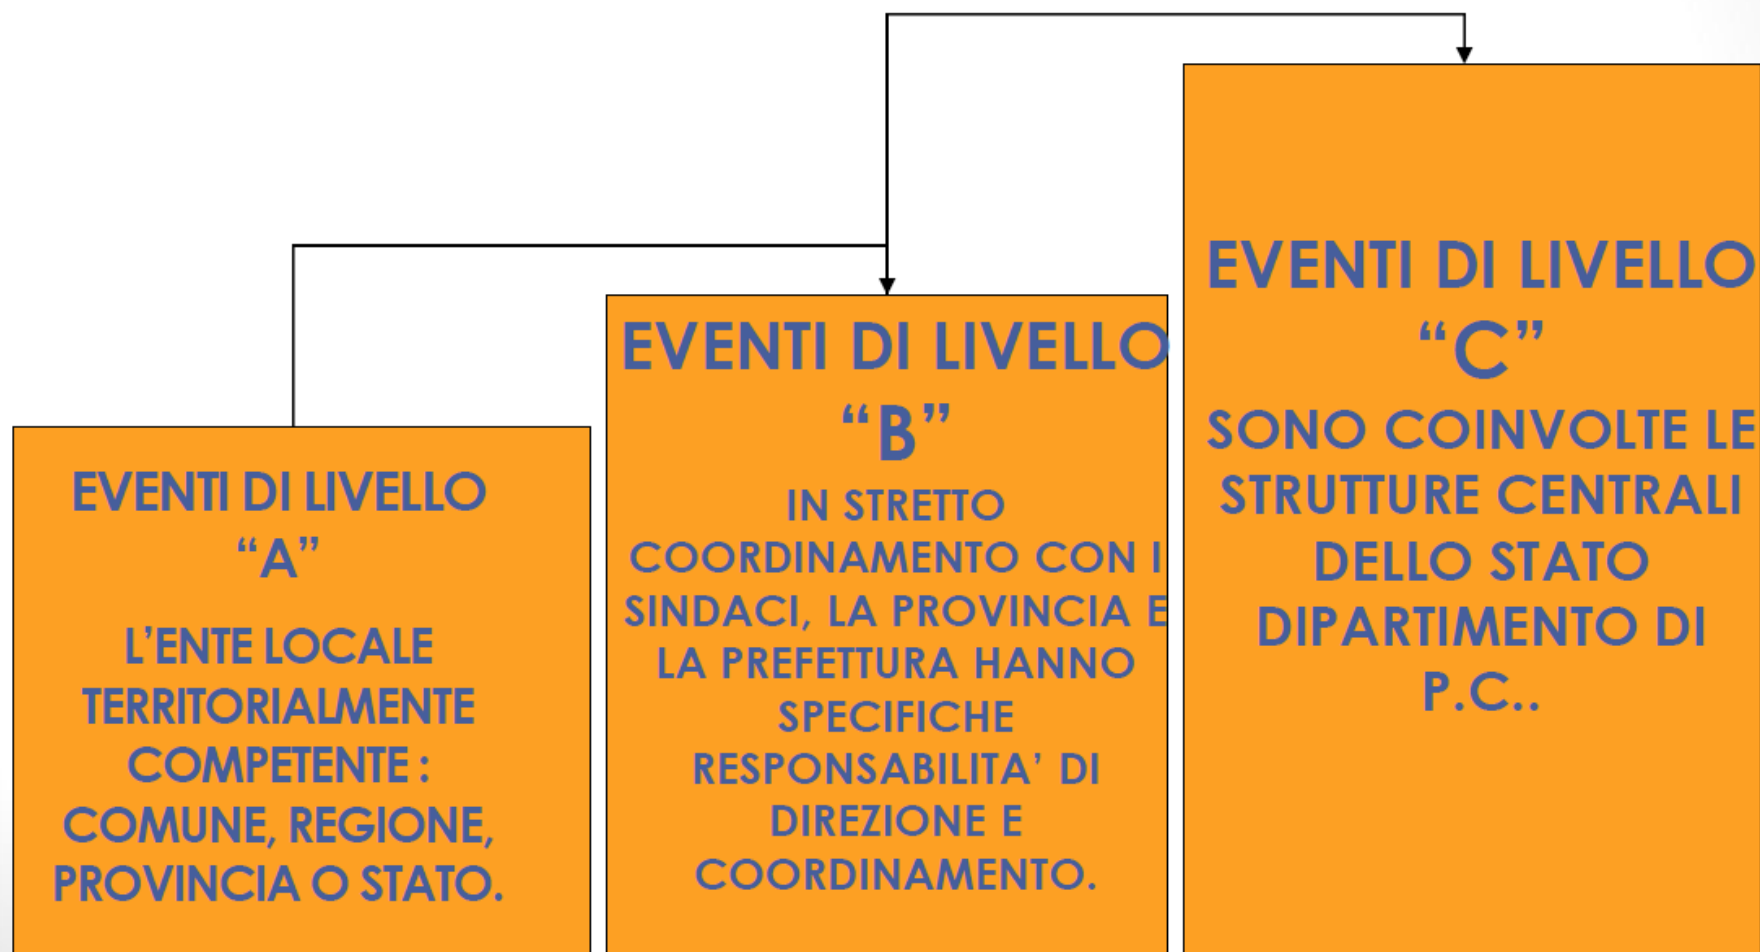 EVENTI DI LIVELLO
“A”
L’ENTE LOCALE
TERRITORIALMENTE
COMPETENTE :
COMUNE, REGIONE,
PROVINCIA O STATO.
EVENTI DI LIVELLO
“B”
IN STRETTO
COORDINAMENTO CON I
SINDACI, LA PROVINCIA E
LA PREFETTURA HANNO
SPECIFICHE
RESPONSABILITA’ DI
DIREZIONE E
COORDINAMENTO.
EVENTI DI LIVELLO
“C”
SONO COINVOLTE LE
STRUTTURE CENTRALI
DELLO STATO
DIPARTIMENTO DI
P.C..